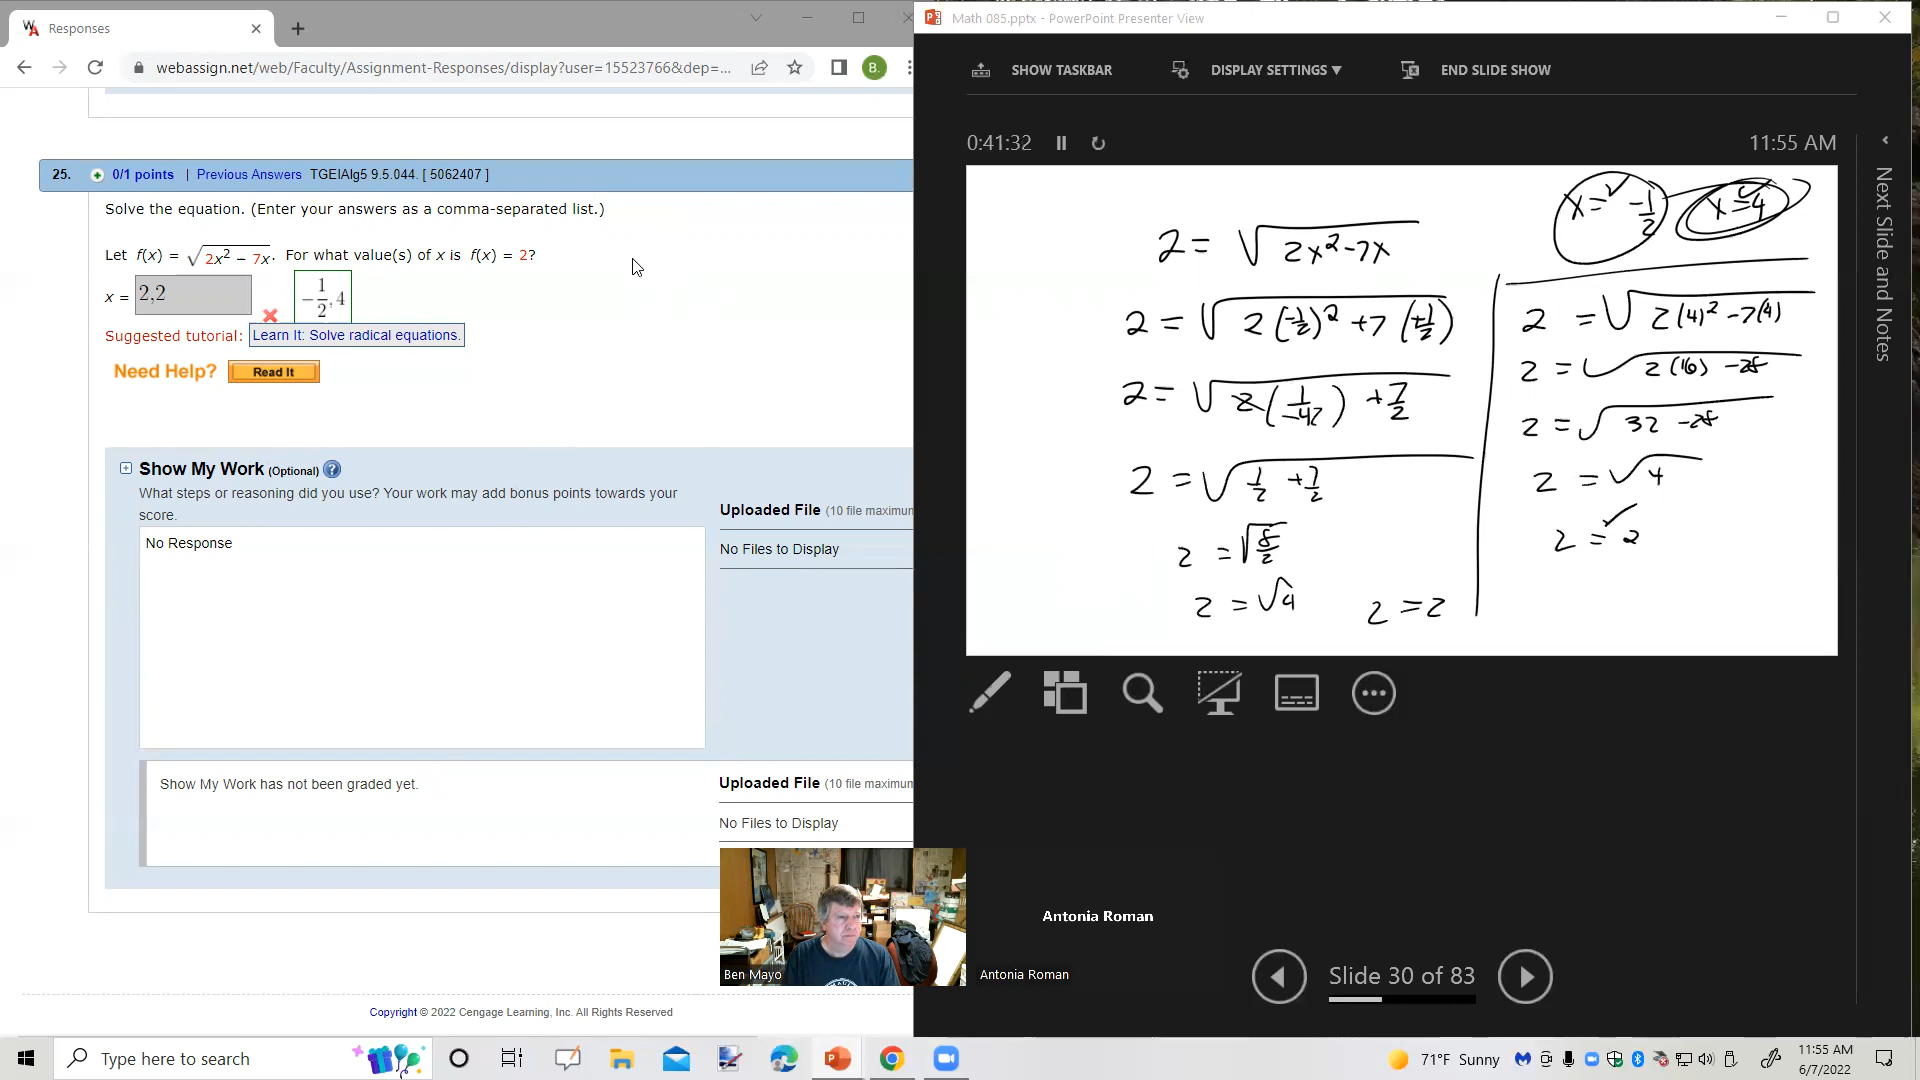 Responses
webassign.net/web/Faculty/Assignment-Responses/display?user=15523766&dep=...
B.
25. 0/1 points | Previous Answers TGEIAlg5 9.5.044. [ 5062407 ]
Solve the equation. (Enter your answers as a comma-separated list.)
Let f(x) = √2x² − 7x. For what value(s) of x is f(x) = 2?
x = 2,2
−1/2, 4
Suggested tutorial: Learn It: Solve radical equations.
Need Help? Read It
Show My Work (Optional) ?
What steps or reasoning did you use? Your work may add bonus points towards your
score.
No Response
Uploaded File (10 file maximum
No Files to Display
Show My Work has not been graded yet.
Uploaded File (10 file maximum
No Files to Display
Copyright © 2022 Cengage Learning, Inc. All Rights Reserved
Math 085.pptx - PowerPoint Presenter View
SHOW TASKBAR
DISPLAY SETTINGS ▼
END SLIDE SHOW
0:41:32
11:55 AM
Next Slide and Notes
x = -1/2
x = 4
2 = √2x²-7x
2 = √2(-1/2)² +7(+1/2)
2 = √2(1/42) +7/2
2 = √1/2 +7/2
2 = √8/2
2 = √4
2 = 2
2 = √2(4)² -7(4)
2 = √2(16) -28
2 = √32 -28
2 = √4
2 = 2
Ben Mayo
Antonia Roman
Antonia Roman
Slide 30 of 83
Type here to search
71°F Sunny
11:55 AM
6/7/2022